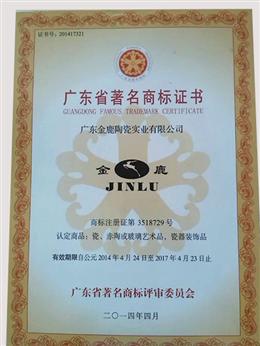 证书号：201417321
广东省著名商标证书
GUANGDONG FAMOUS TRADEMARK CERTIFICATE
广东金鹿陶瓷实业有限公司
金 鹿
JINLU
商标注册证第 3518729 号
认定商品：瓷、赤陶或玻璃艺术品，瓷器装饰品
有效期限自公元 2014 年 4 月 24 日至 2017 年 4 月 23 日止
广东省著名商标评审委员会
二〇一四年四月